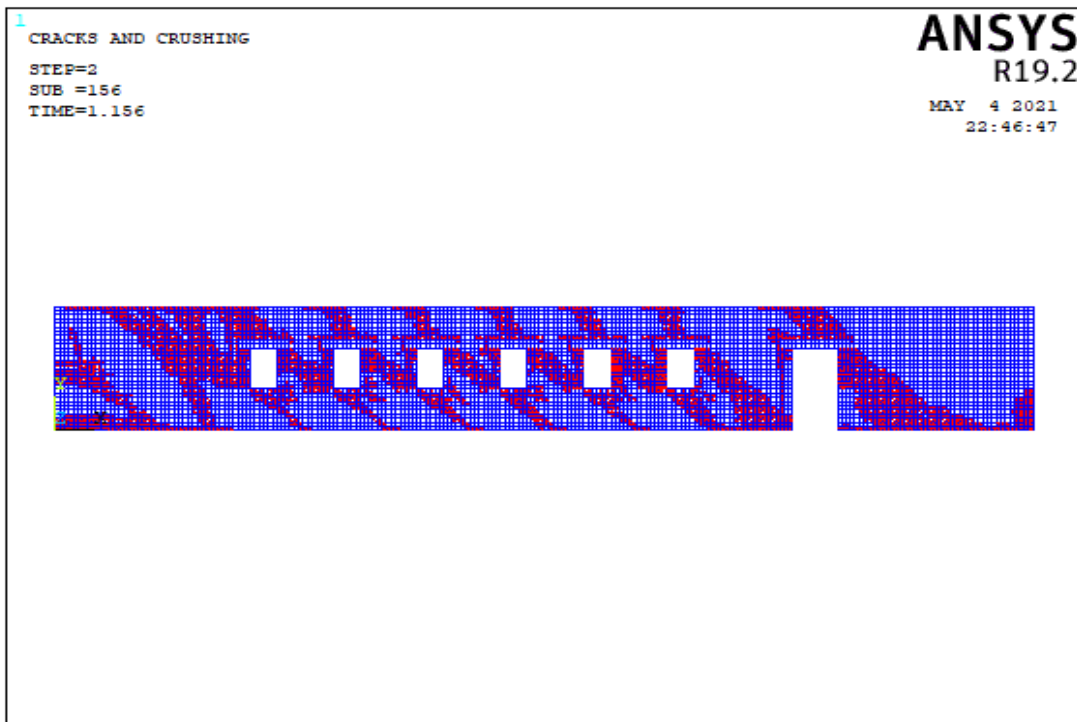 1
CRACKS AND CRUSHING
STEP=2
SUB =156
TIME=1.156
ANSYS
R19.2
MAY  4 2021
22:46:47
Y
Z X